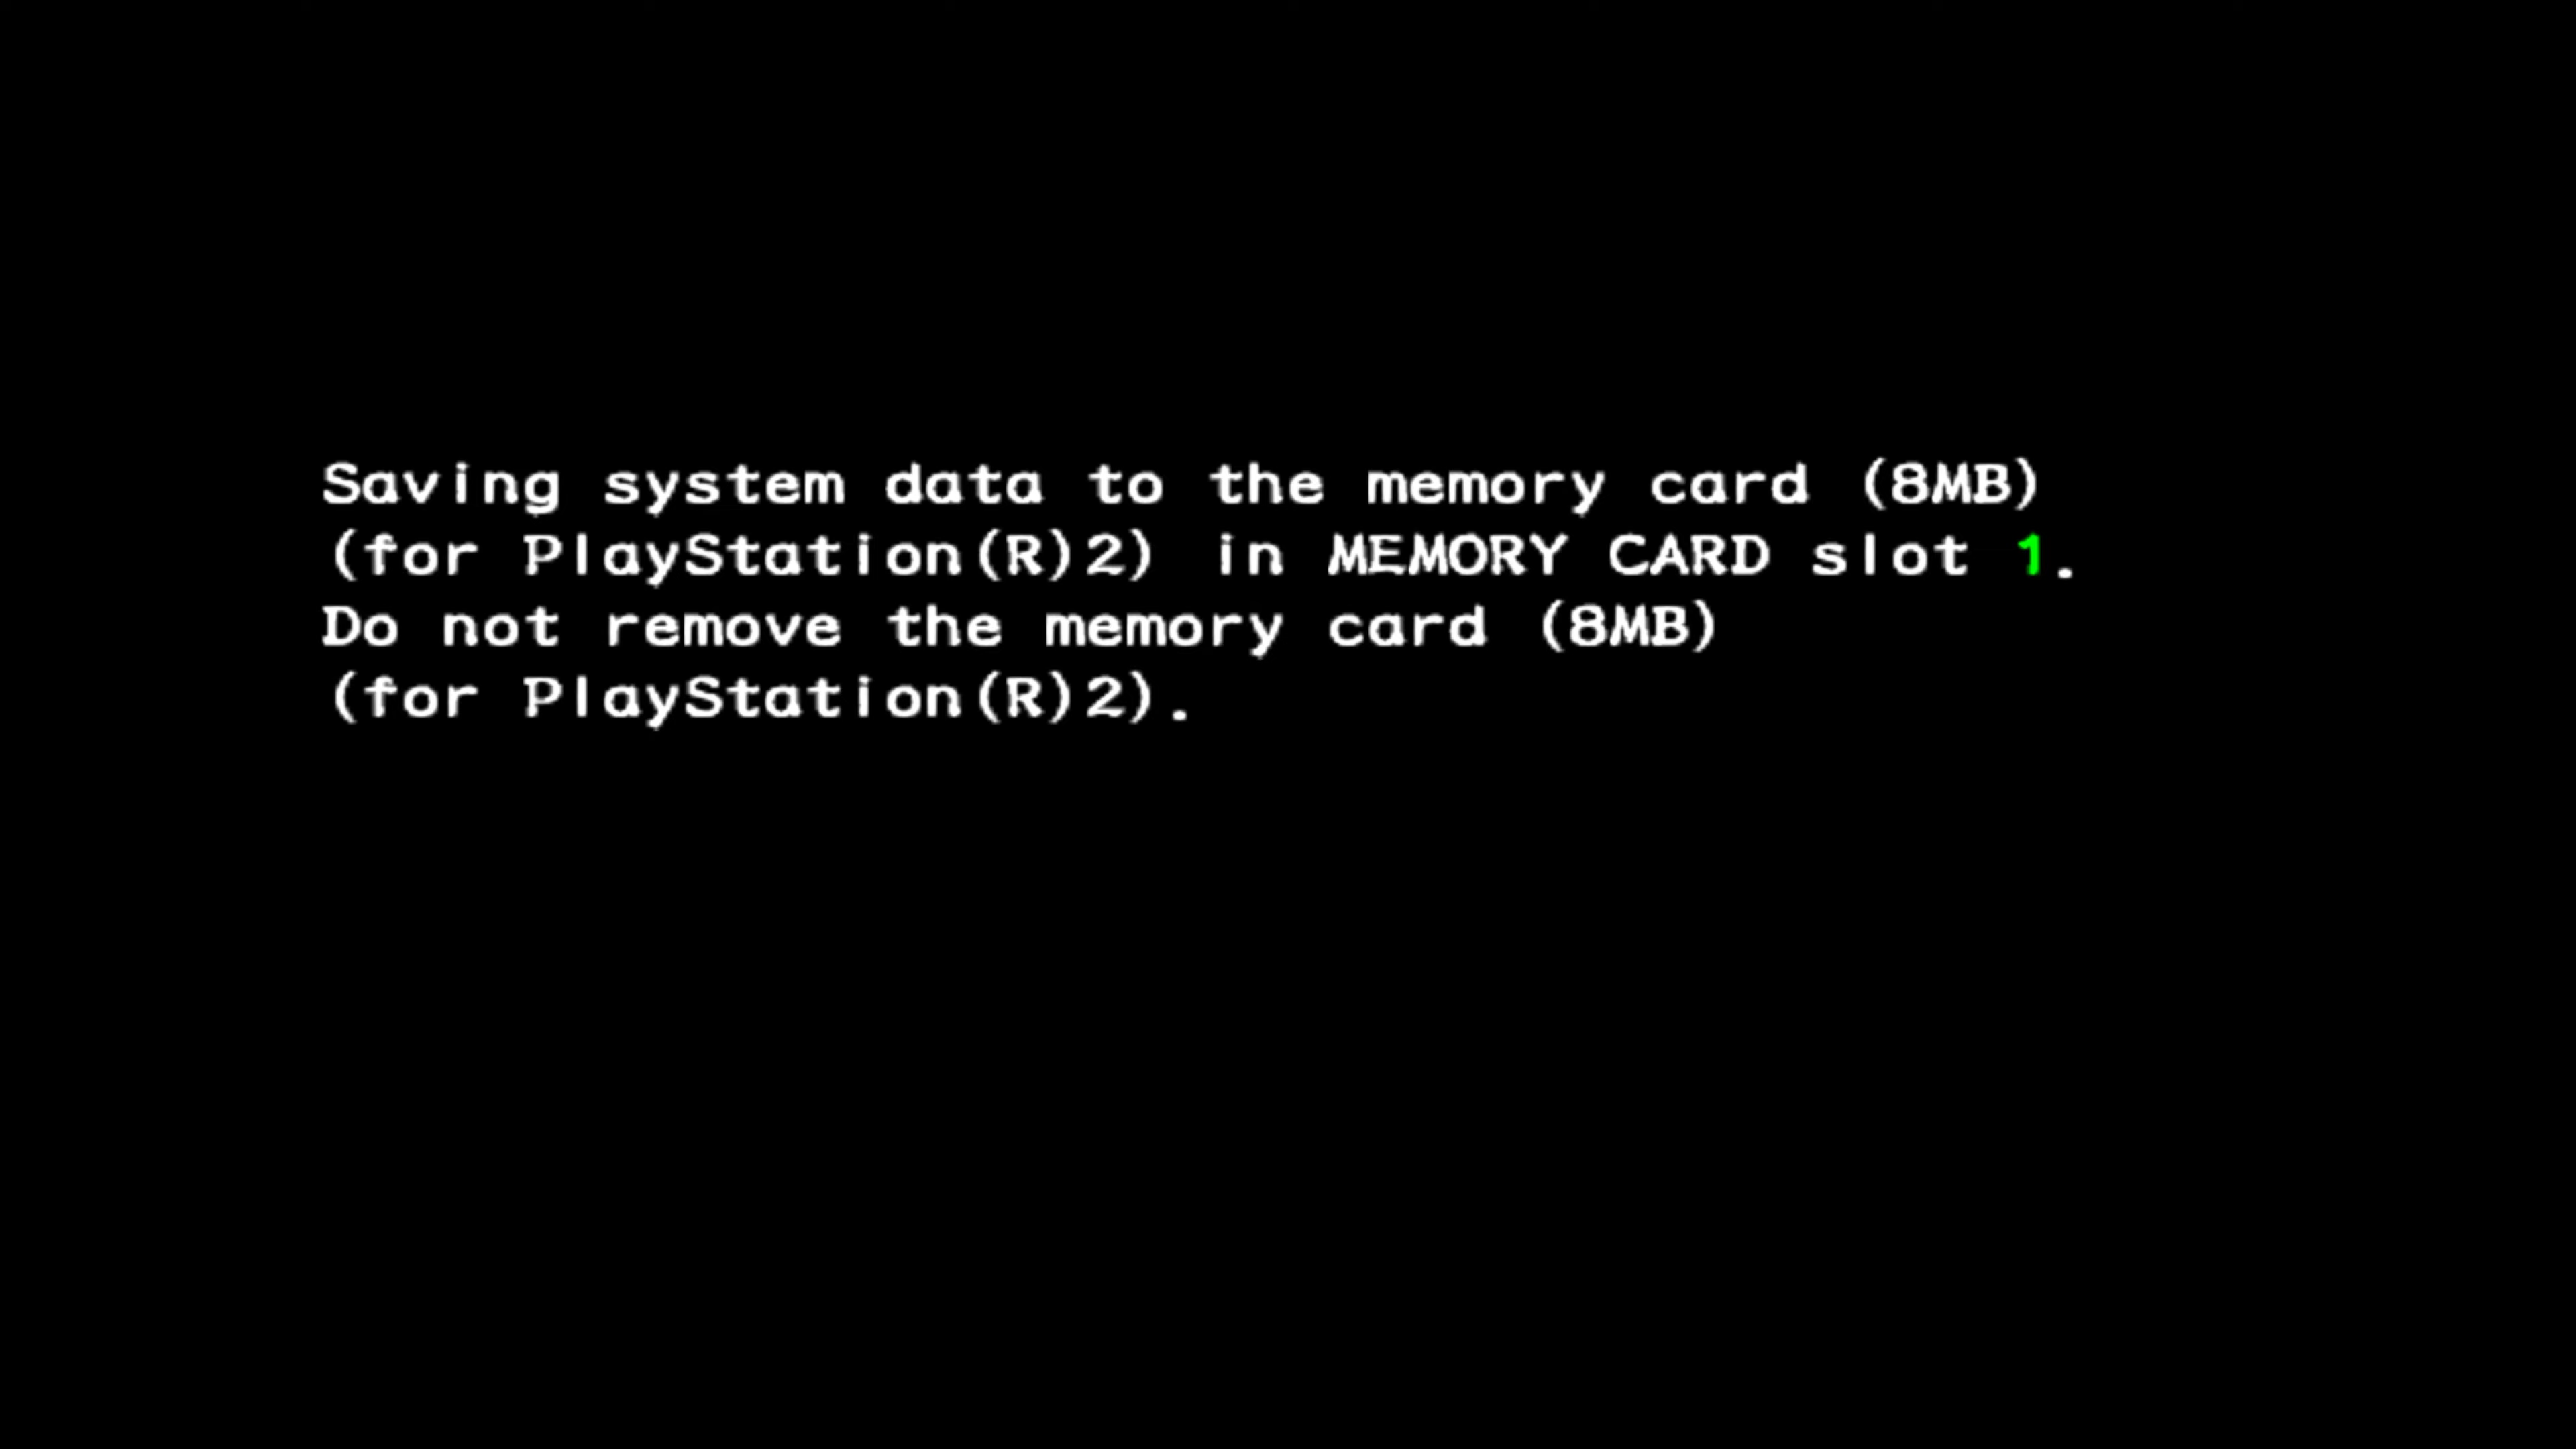 Saving system data to the memory card (8MB)
(for PlayStation(R)2) in MEMORY CARD slot 1.
Do not remove the memory card (8MB)
(for PlayStation(R)2).